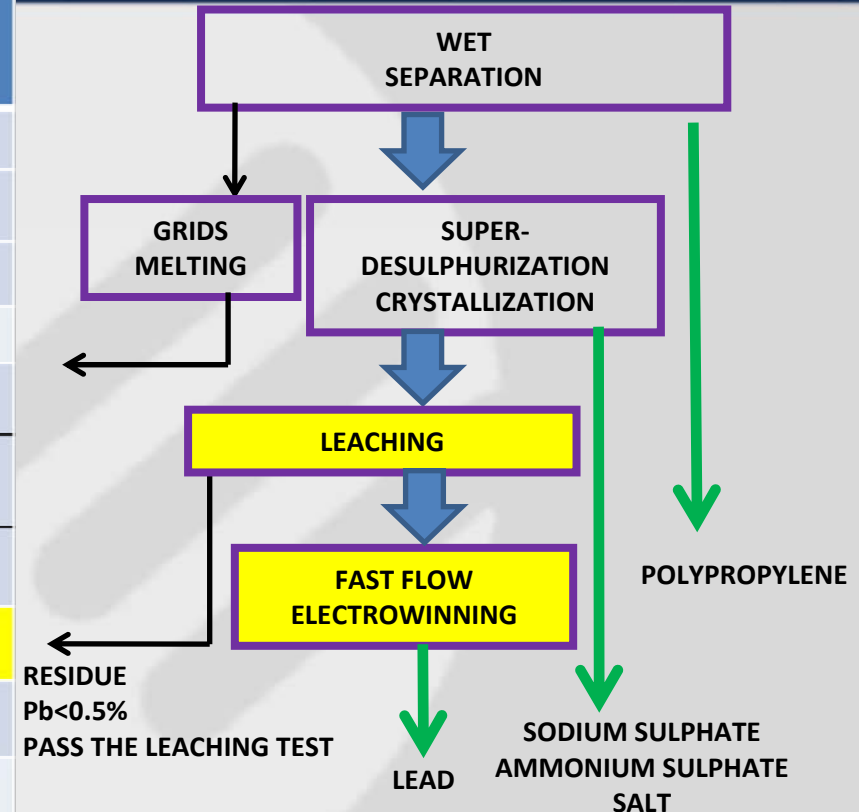 WET
SEPARATION
GRIDS
MELTING
SUPER-
DESULPHURIZATION
CRYSTALLIZATION
LEACHING
FAST FLOW
ELECTROWINNING
POLYPROPYLENE
RESIDUE
Pb<0.5%
PASS THE LEACHING TEST
LEAD
SODIUM SULPHATE
AMMONIUM SULPHATE
SALT